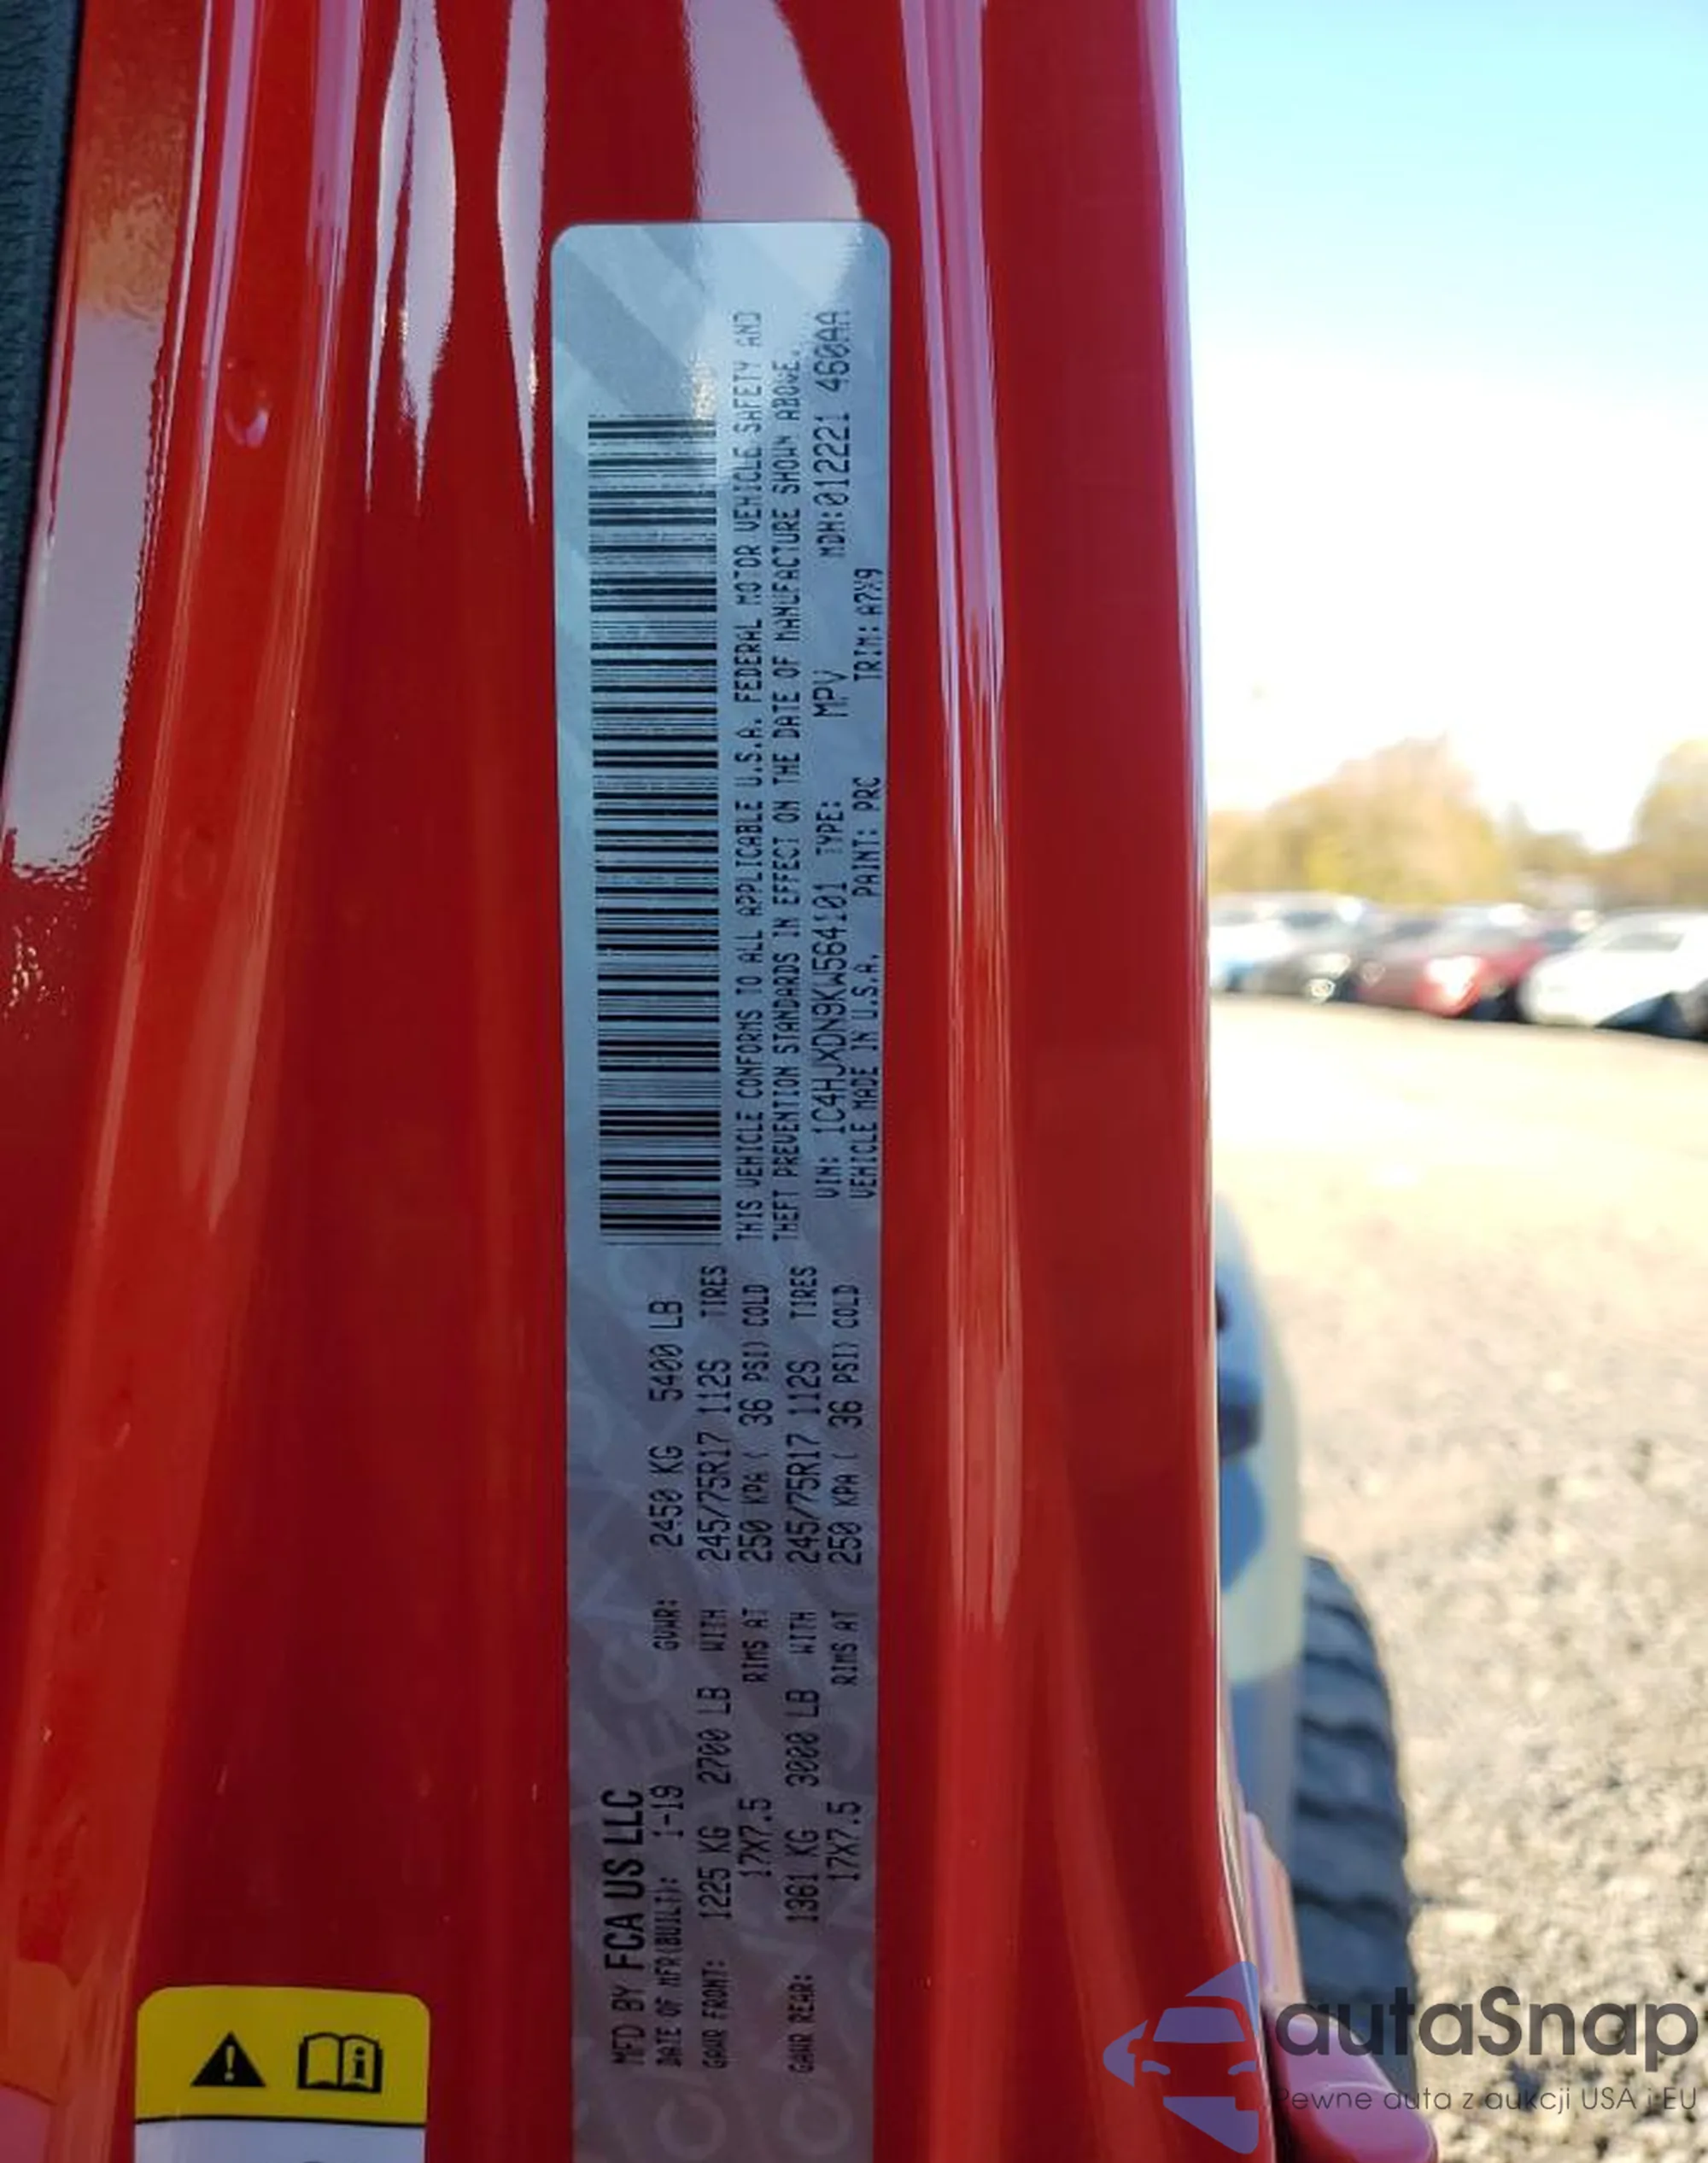 MFD BY FCA US LLC
DATE OF MFR(BUILT): 1-19 GVWR: 2450 KG 5400 LB
GAWR FRONT: 1225 KG 2700 LB WITH 245/75R17 112S TIRES
17X7.5 RIMS AT 250 KPA ( 36 PSI) COLD
GAWR REAR: 1361 KG 3000 LB WITH 245/75R17 112S TIRES
17X7.5 RIMS AT 250 KPA ( 36 PSI) COLD
THIS VEHICLE CONFORMS TO ALL APPLICABLE U.S.A. FEDERAL MOTOR VEHICLE SAFETY AND
THEFT PREVENTION STANDARDS IN EFFECT ON THE DATE OF MANUFACTURE SHOWN ABOVE.
VIN: 1C4HJXDN9KW564101 TYPE: MPV MDH:012221 460AA
VEHICLE MADE IN U.S.A. PAINT: PRC TRIM: A7X9
autaSnap
Pewne auta z aukcji USA i EU